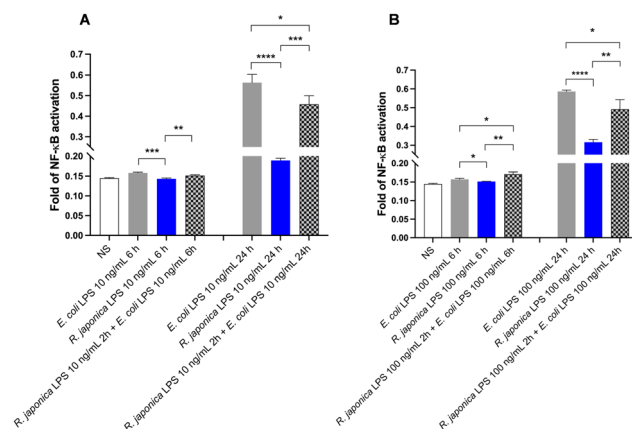 A
Fold of NF-κB activation
0.7
0.6
0.5
0.4
0.3
0.20
0.15
0.10
0.05
0.00
***
**
****
***
*
NS
E. coli LPS 10 ng/mL 6 h
R. japonica LPS 10 ng/mL 6 h
R. japonica LPS 10 ng/mL 2h + E. coli LPS 10 ng/mL 6h
E. coli LPS 10 ng/mL 24 h
R. japonica LPS 10 ng/mL 24 h
R. japonica LPS 10 ng/mL 2h + E. coli LPS 10 ng/mL 24h
B
Fold of NF-κB activation
0.7
0.6
0.5
0.4
0.3
0.20
0.15
0.10
0.05
0.00
*
**
*
****
**
*
NS
E. coli LPS 100 ng/mL 6 h
R. japonica LPS 100 ng/mL 6 h
R. japonica LPS 100 ng/mL 2h + E. coli LPS 100 ng/mL 6h
E. coli LPS 100 ng/mL 24 h
R. japonica LPS 100 ng/mL 24 h
R. japonica LPS 100 ng/mL 2h + E. coli LPS 100 ng/mL 24h